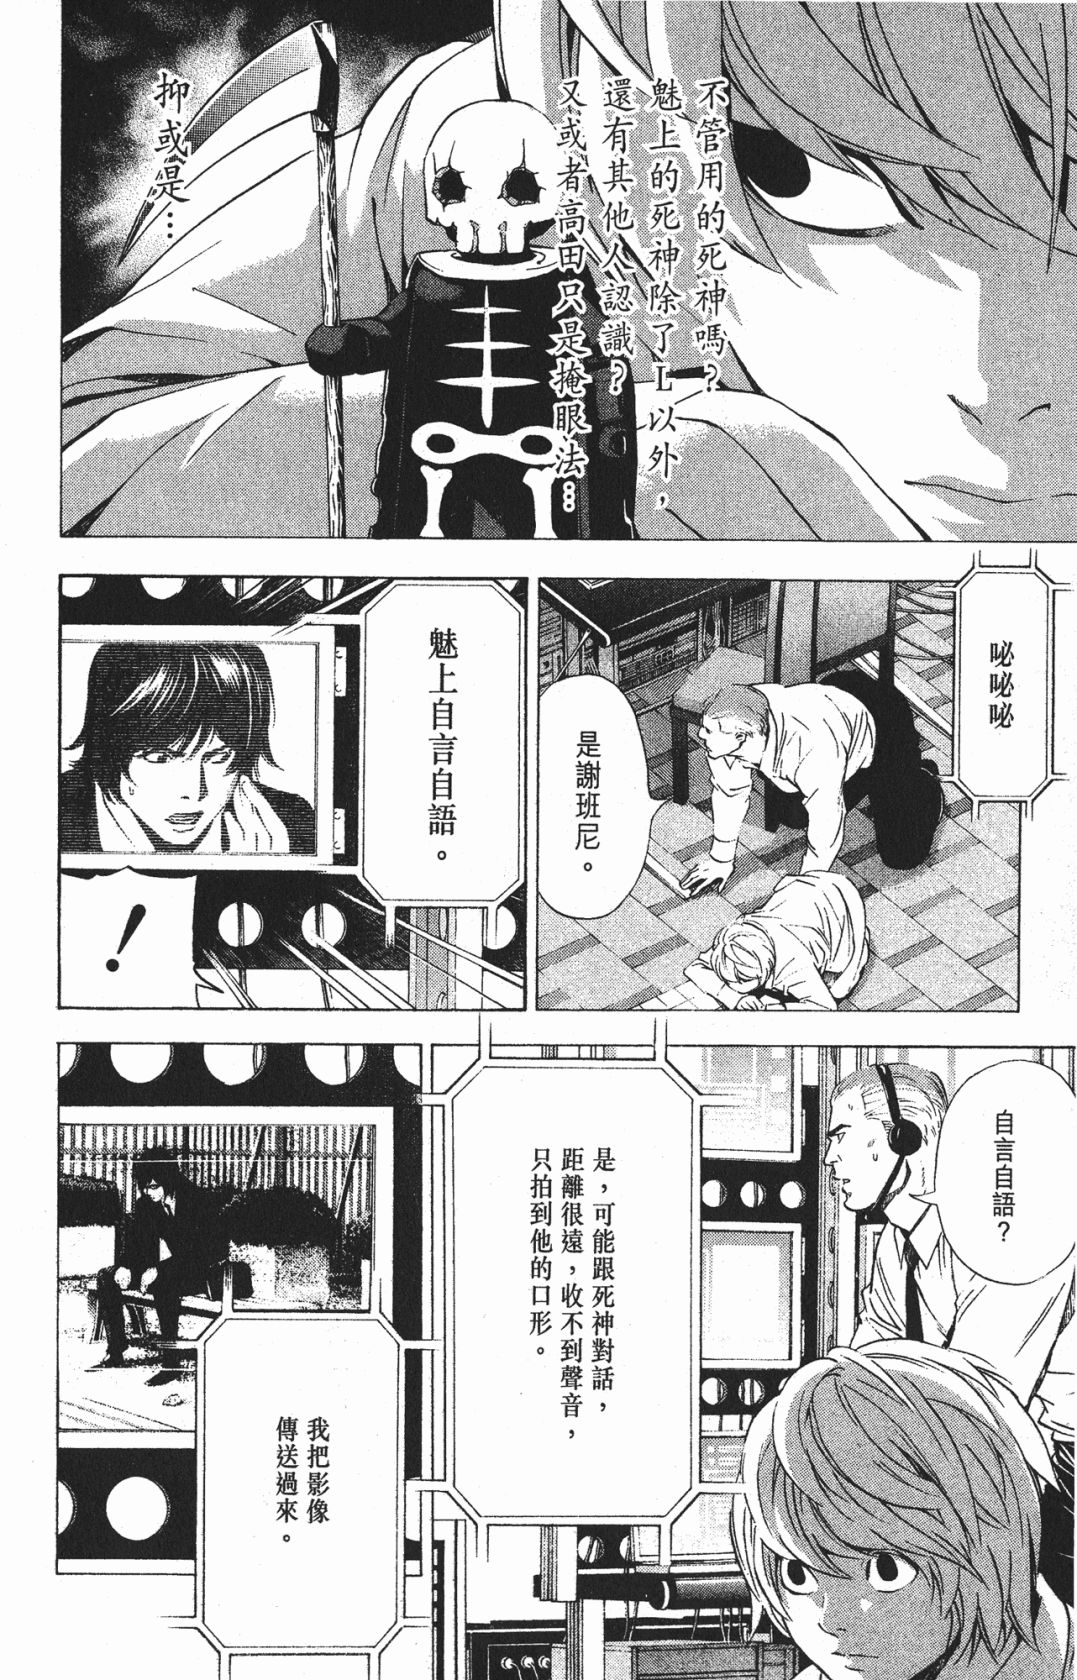 不管用的死神嗎？
魅上的死神除了L以外，
還有其他人認識？
又或者高田只是掩眼法…
抑或是…
嗶嗶嗶
是謝班尼。
魅上自言自語。
！
自言自語？
是，可能跟死神對話，
距離很遠，收不到聲音，
只拍到他的口形。
我把影像
傳送過來。